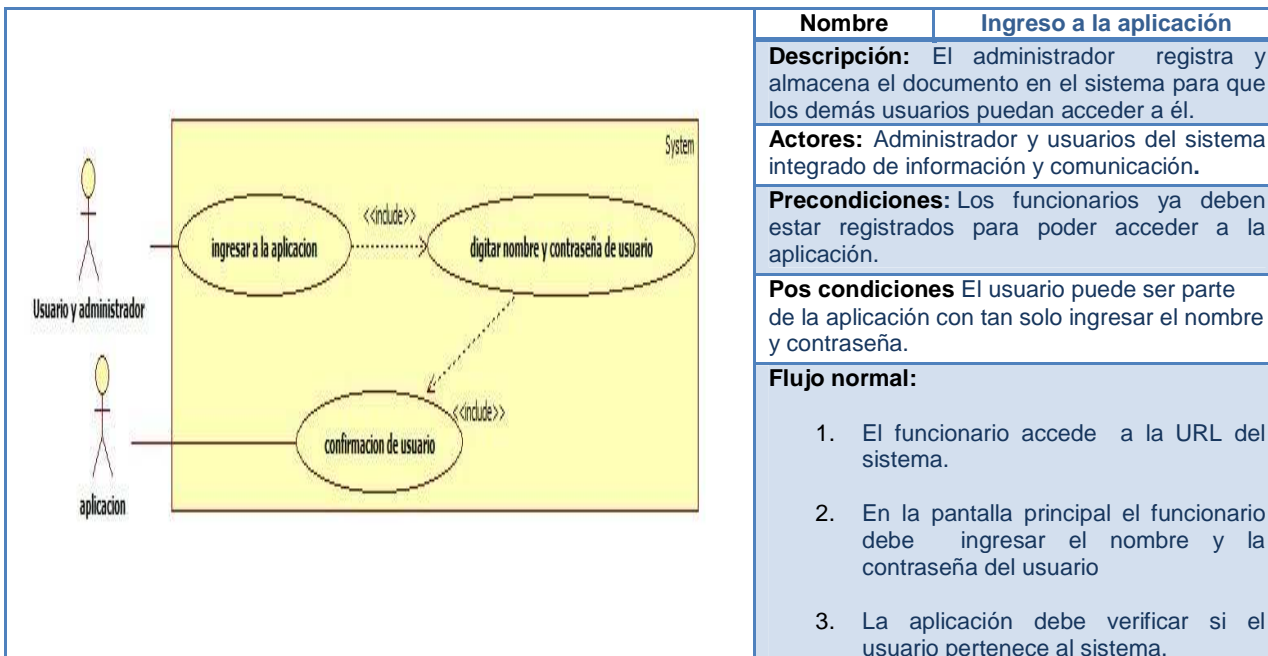 System
<<include>>
ingresar a la aplicacion
digitar nombre y contraseña de usuario
Usuario y administrador
<<include>>
confirmacion de usuario
aplicacion
Nombre Ingreso a la aplicación
Descripción: El administrador registra y
almacena el documento en el sistema para que
los demás usuarios puedan acceder a él.
Actores: Administrador y usuarios del sistema
integrado de información y comunicación.
Precondiciones: Los funcionarios ya deben
estar registrados para poder acceder a la
aplicación.
Pos condiciones El usuario puede ser parte
de la aplicación con tan solo ingresar el nombre
y contraseña.
Flujo normal:
1. El funcionario accede a la URL del
sistema.
2. En la pantalla principal el funcionario
debe ingresar el nombre y la
contraseña del usuario
3. La aplicación debe verificar si el
usuario pertenece al sistema.